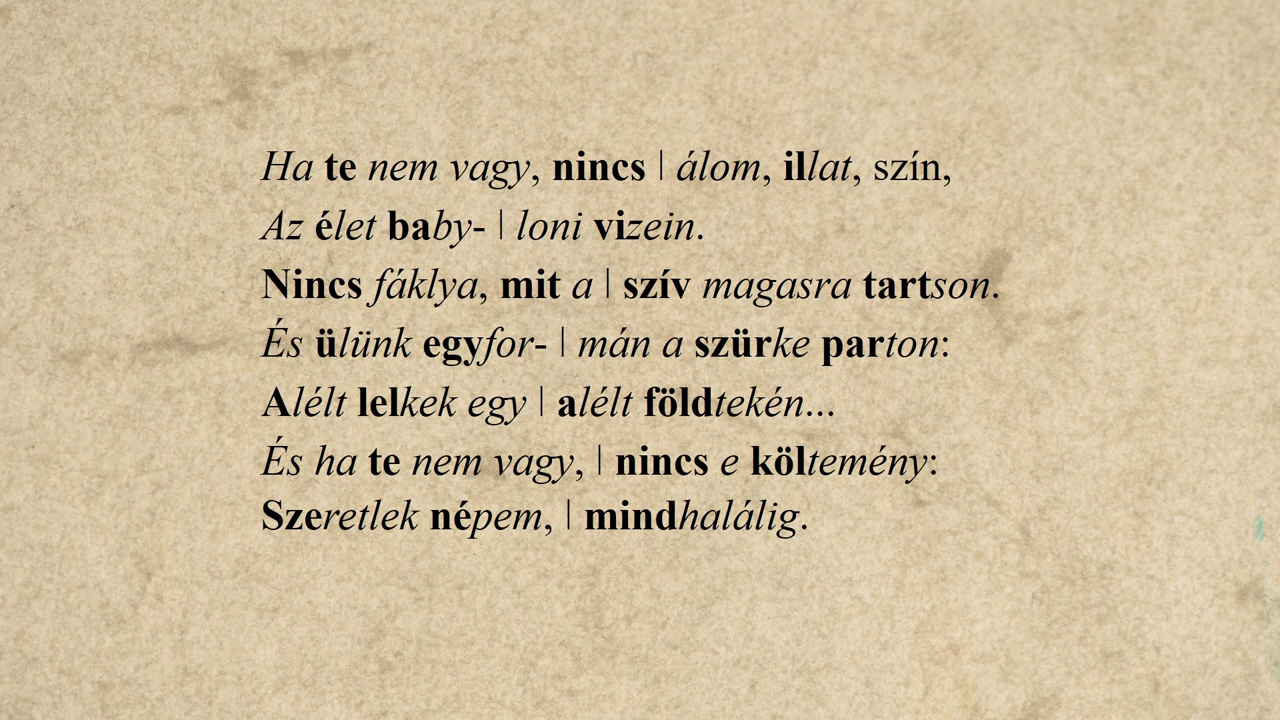 Ha te nem vagy, nincs | álom, illat, szín,
Az élet baby- | loni vizein.
Nincs fáklya, mit a | szív magasra tartson.
És ülünk egyfor- | mán a szürke parton:
Alélt lelkek egy | alélt földtekén...
És ha te nem vagy, | nincs e költemény:
Szeretlek népem, | mindhalálig.